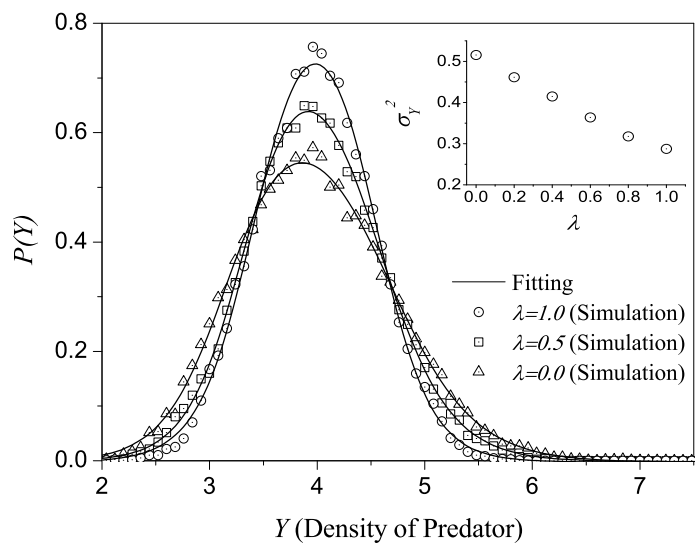 0.8
0.6
0.4
0.2
0.0
P(Y)
2
3
4
5
6
7
Y (Density of Predator)
0.5
0.4
0.3
0.2
σ_Y^2
0.0
0.2
0.4
0.6
0.8
1.0
λ
Fitting
λ=1.0 (Simulation)
λ=0.5 (Simulation)
λ=0.0 (Simulation)